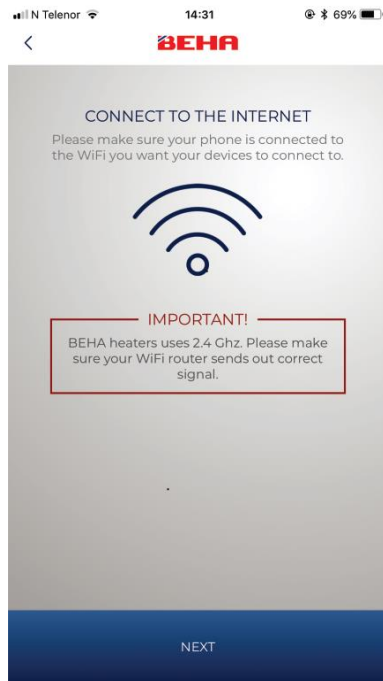 N Telenor 14:31 69%
BEHA
CONNECT TO THE INTERNET
Please make sure your phone is connected to
the WiFi you want your devices to connect to.
IMPORTANT!
BEHA heaters uses 2.4 Ghz. Please make
sure your WiFi router sends out correct
signal.
NEXT